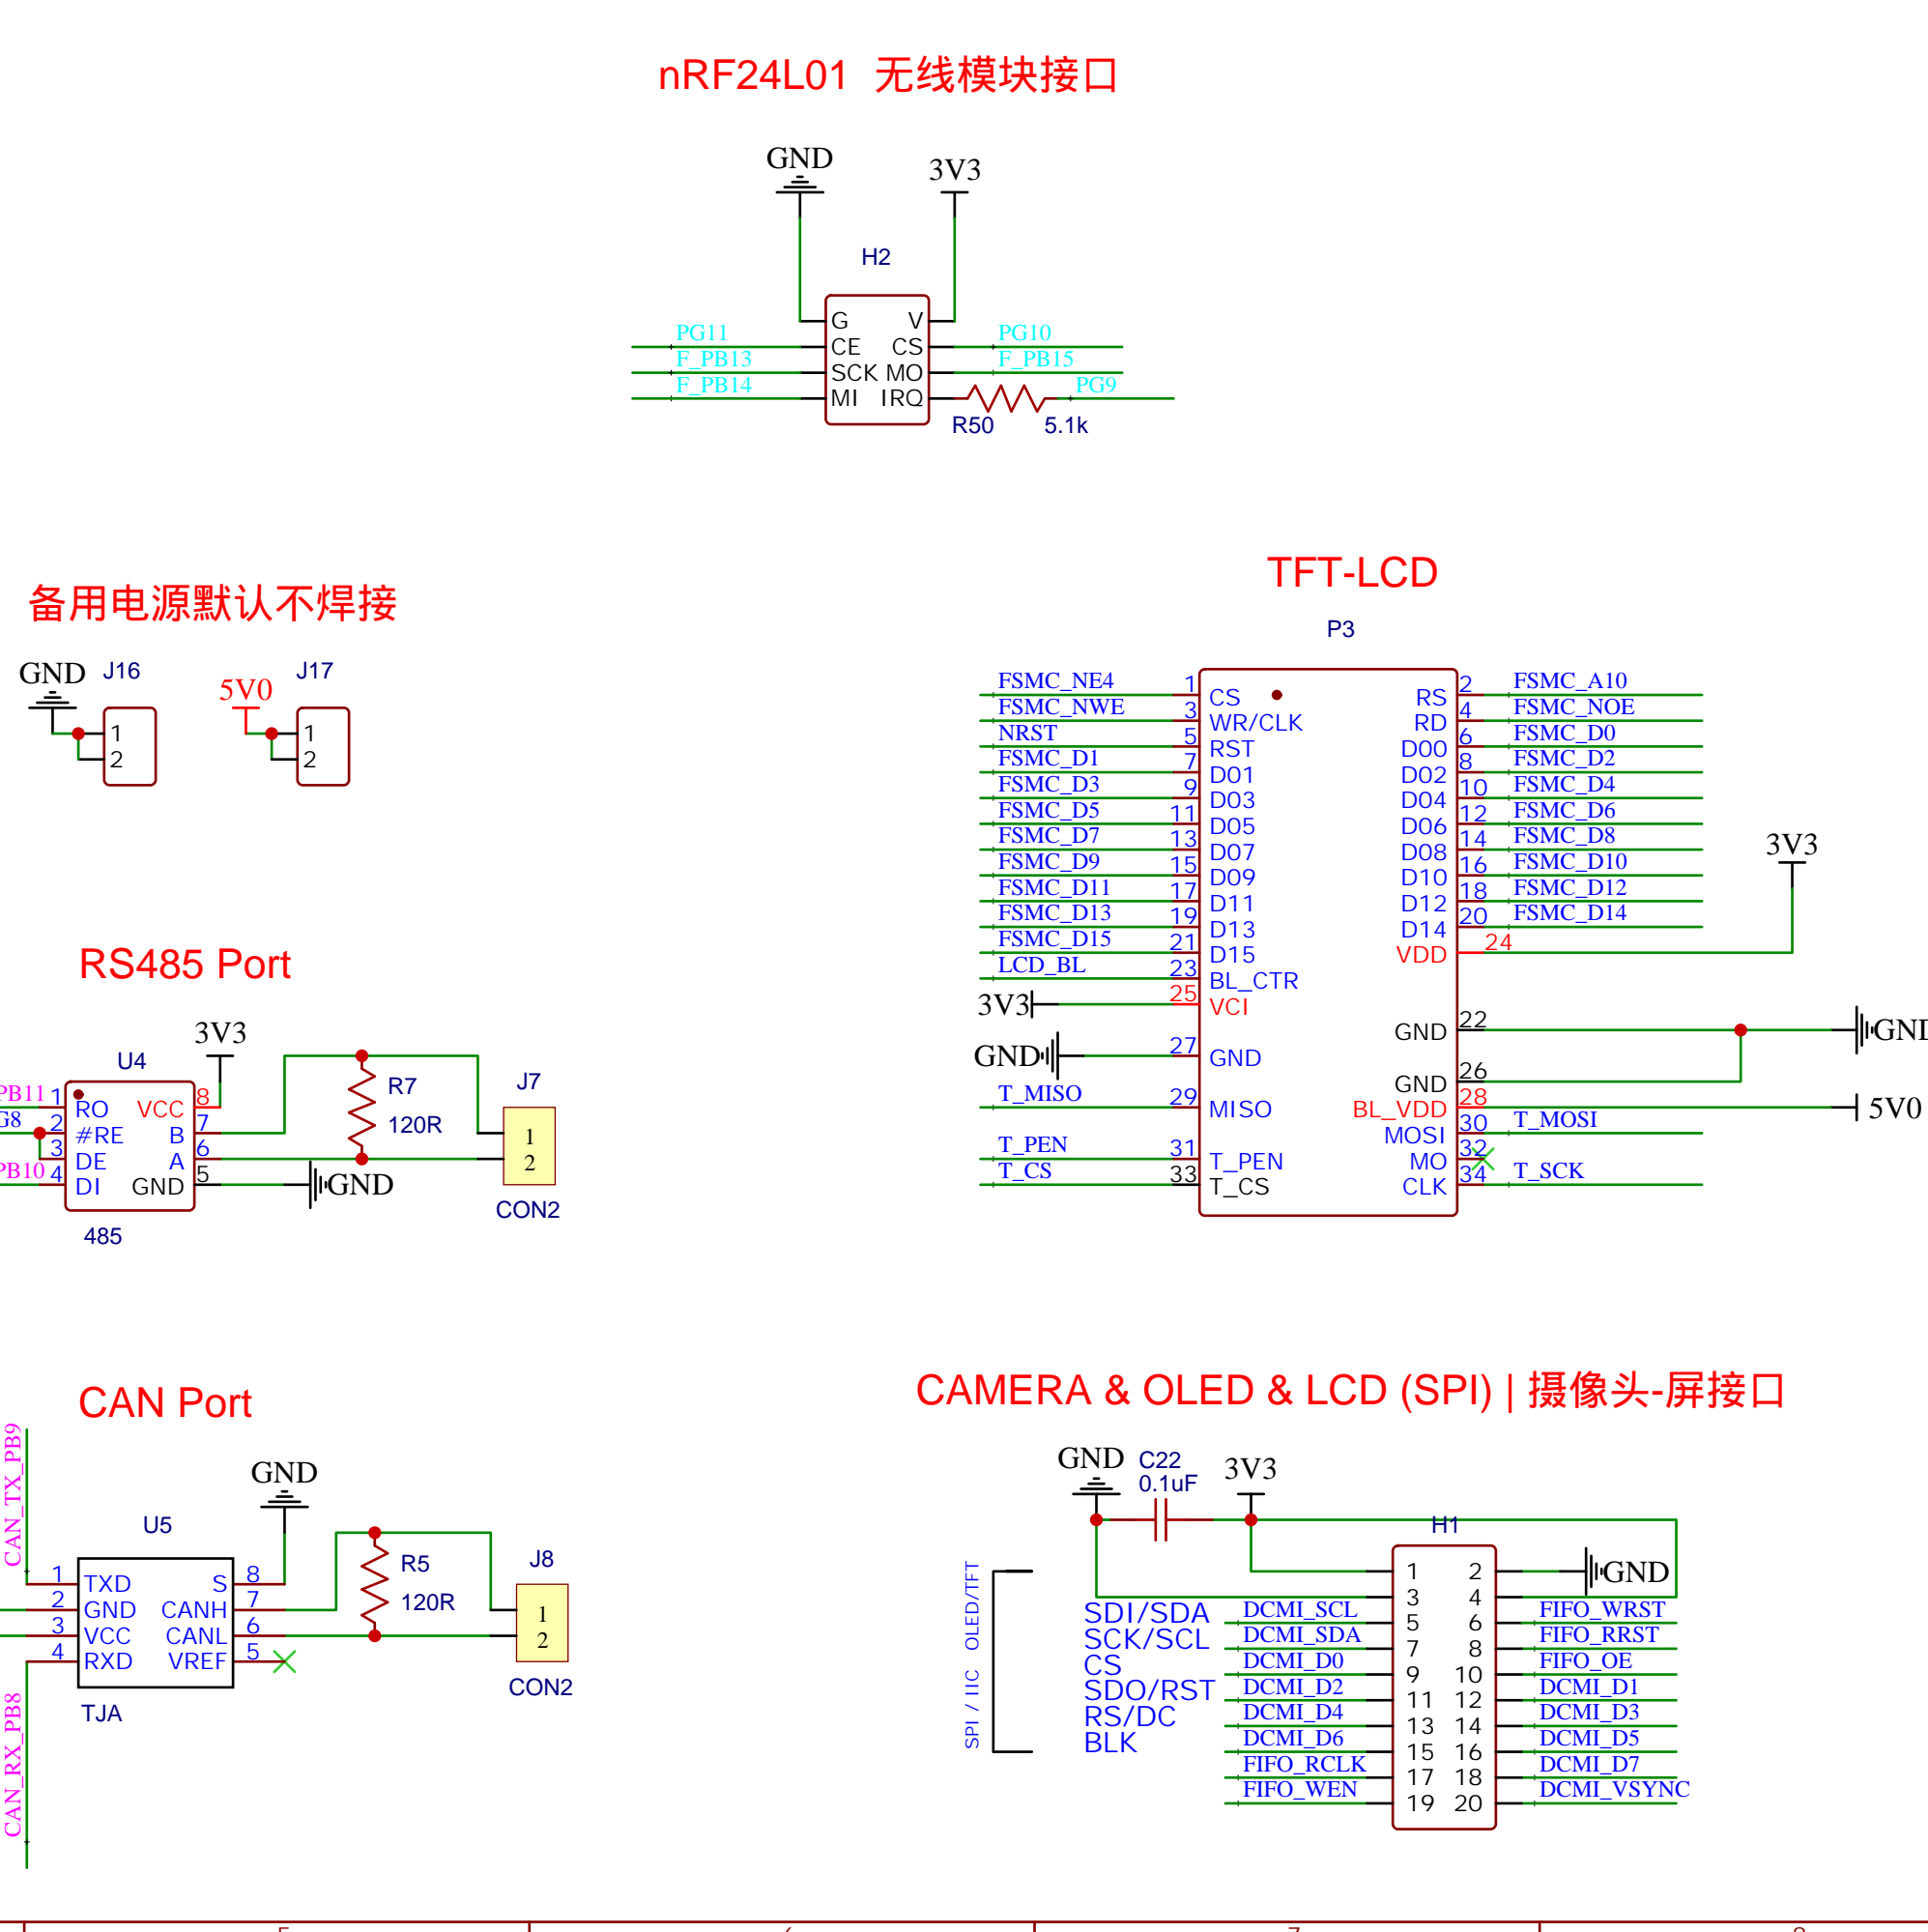 nRF24L01 无线模块接口
GND
3V3
H2
G V
PG11 CE CS PG10
F_PB13 SCK MO F_PB15
F_PB14 MI IRQ PG9
R50 5.1k
备用电源默认不焊接
GND J16
1
2
5V0 J17
1
2
TFT-LCD
P3
FSMC_NE4 1 CS RS 2 FSMC_A10
FSMC_NWE 3 WR/CLK RD 4 FSMC_NOE
NRST 5 RST D00 6 FSMC_D0
FSMC_D1 7 D01 D02 8 FSMC_D2
FSMC_D3 9 D03 D04 10 FSMC_D4
FSMC_D5 11 D05 D06 12 FSMC_D6
FSMC_D7 13 D07 D08 14 FSMC_D8
FSMC_D9 15 D09 D10 16 FSMC_D10
FSMC_D11 17 D11 D12 18 FSMC_D12
FSMC_D13 19 D13 D14 20 FSMC_D14
FSMC_D15 21 D15 VDD 24 3V3
LCD_BL 23 BL_CTR
3V3 25 VCI
GND 22 GND
GND 27 GND
GND 26
T_MISO 29 MISO BL_VDD 28 5V0
MOSI 30 T_MOSI
T_PEN 31 T_PEN MO 32
T_CS 33 T_CS CLK 34 T_SCK
RS485 Port
3V3
U4
PB11 1 RO VCC 8
G8 2 #RE B 7
3 DE A 6
PB10 4 DI GND 5 GND
485
R7
120R
J7
1
2
CON2
CAN Port
CAN_TX_PB9
GND
U5
1 TXD S 8
2 GND CANH 7
3 VCC CANL 6
4 RXD VREF 5
TJA
CAN_RX_PB8
R5
120R
J8
1
2
CON2
CAMERA & OLED & LCD (SPI) | 摄像头-屏接口
GND C22 3V3
0.1uF
H1
1 2 GND
3 4
SDI/SDA DCMI_SCL 5 6 FIFO_WRST
SCK/SCL DCMI_SDA 7 8 FIFO_RRST
CS DCMI_D0 9 10 FIFO_OE
SDO/RST DCMI_D2 11 12 DCMI_D1
RS/DC DCMI_D4 13 14 DCMI_D3
BLK DCMI_D6 15 16 DCMI_D5
FIFO_RCLK 17 18 DCMI_D7
FIFO_WEN 19 20 DCMI_VSYNC
SPI / IIC OLED/TFT